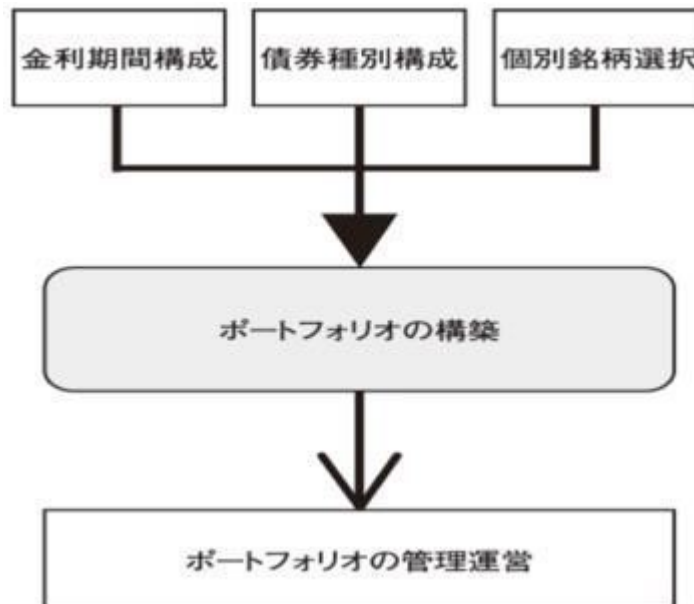 金利期間構成
債券種別構成
個別銘柄選択
ポートフォリオの構築
ポートフォリオの管理運営